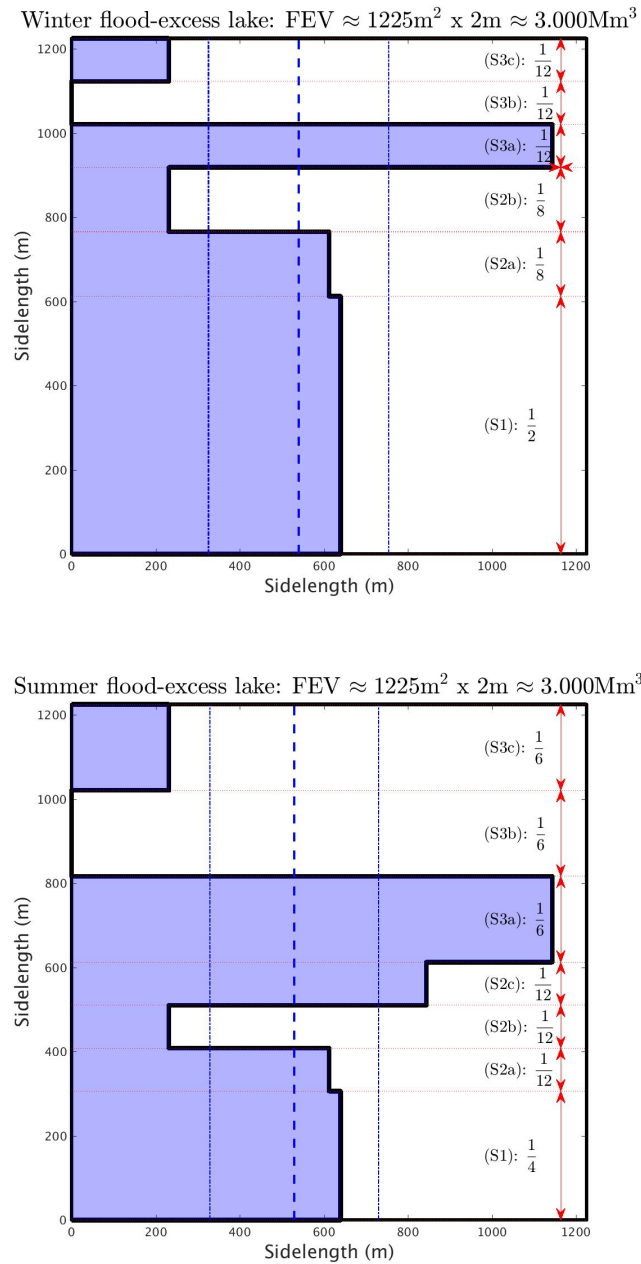 Winter flood-excess lake: FEV ≈ 1225m² x 2m ≈ 3.000Mm³
1200
(S3c): 1/12
(S3b): 1/12
1000
(S3a): 1/12
800
(S2b): 1/8
(S2a): 1/8
600
Sidelength (m)
400
(S1): 1/2
200
0
0 200 400 600 800 1000 1200
Sidelength (m)
Summer flood-excess lake: FEV ≈ 1225m² x 2m ≈ 3.000Mm³
1200
(S3c): 1/6
1000
(S3b): 1/6
800
(S3a): 1/6
600
(S2c): 1/12
Sidelength (m)
(S2b): 1/12
400
(S2a): 1/12
200
(S1): 1/4
0
0 200 400 600 800 1000 1200
Sidelength (m)